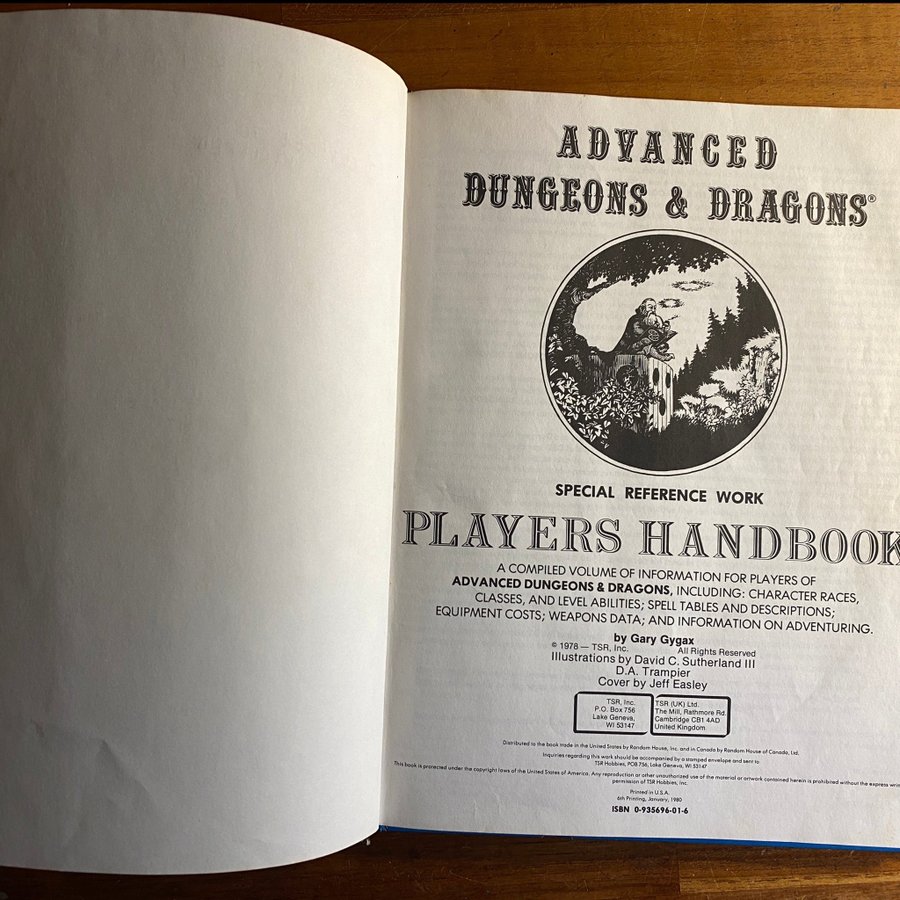 ADVANCED
DUNGEONS & DRAGONS®
SPECIAL REFERENCE WORK
PLAYERS HANDBOOK
A COMPILED VOLUME OF INFORMATION FOR PLAYERS OF
ADVANCED DUNGEONS & DRAGONS, INCLUDING: CHARACTER RACES,
CLASSES, AND LEVEL ABILITIES; SPELL TABLES AND DESCRIPTIONS;
EQUIPMENT COSTS; WEAPONS DATA; AND INFORMATION ON ADVENTURING.
by Gary Gygax
© 1978 — TSR, Inc. All Rights Reserved
Illustrations by David C. Sutherland III
D.A. Trampier
Cover by Jeff Easley
TSR, Inc.
P.O. Box 756
Lake Geneva,
WI 53147
TSR (UK) Ltd.
The Mill, Rathmore Rd.
Cambridge CB1 4AD
United Kingdom
Distributed to the book trade in the United States by Random House, Inc. and in Canada by Random House of Canada, Ltd.
Inquiries regarding this work should be accompanied by a stamped envelope and sent to
TSR Hobbies, POB 756, Lake Geneva, WI 53147
This book is protected under the copyright laws of the United States of America. Any reproduction or other unauthorized use of the material or artwork contained herein is prohibited without the express
permission of TSR Hobbies, Inc.
Printed in U.S.A.
6th Printing, January, 1980
ISBN 0-935696-01-6